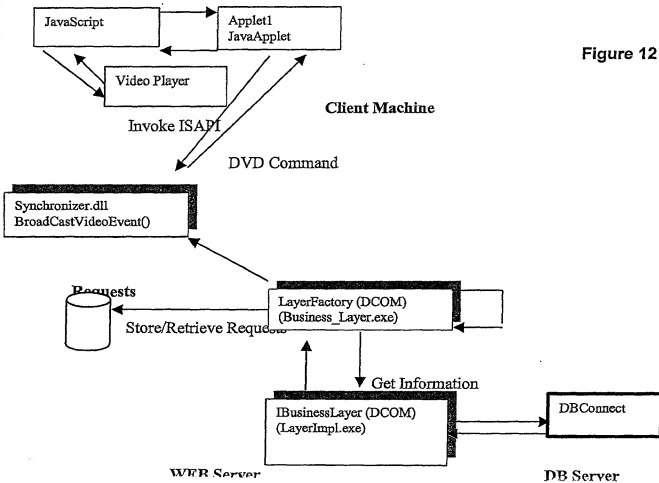 JavaScript
Applet1
JavaApplet
Figure 12
Video Player
Client Machine
Invoke ISAPI
DVD Command
Synchronizer.dll
BroadCastVideoEvent()
Requests
LayerFactory (DCOM)
(Business_Layer.exe)
Store/Retrieve Requests
Get Information
IBusinessLayer (DCOM)
(LayerImpl.exe)
DBConnect
WEB Server
DB Server